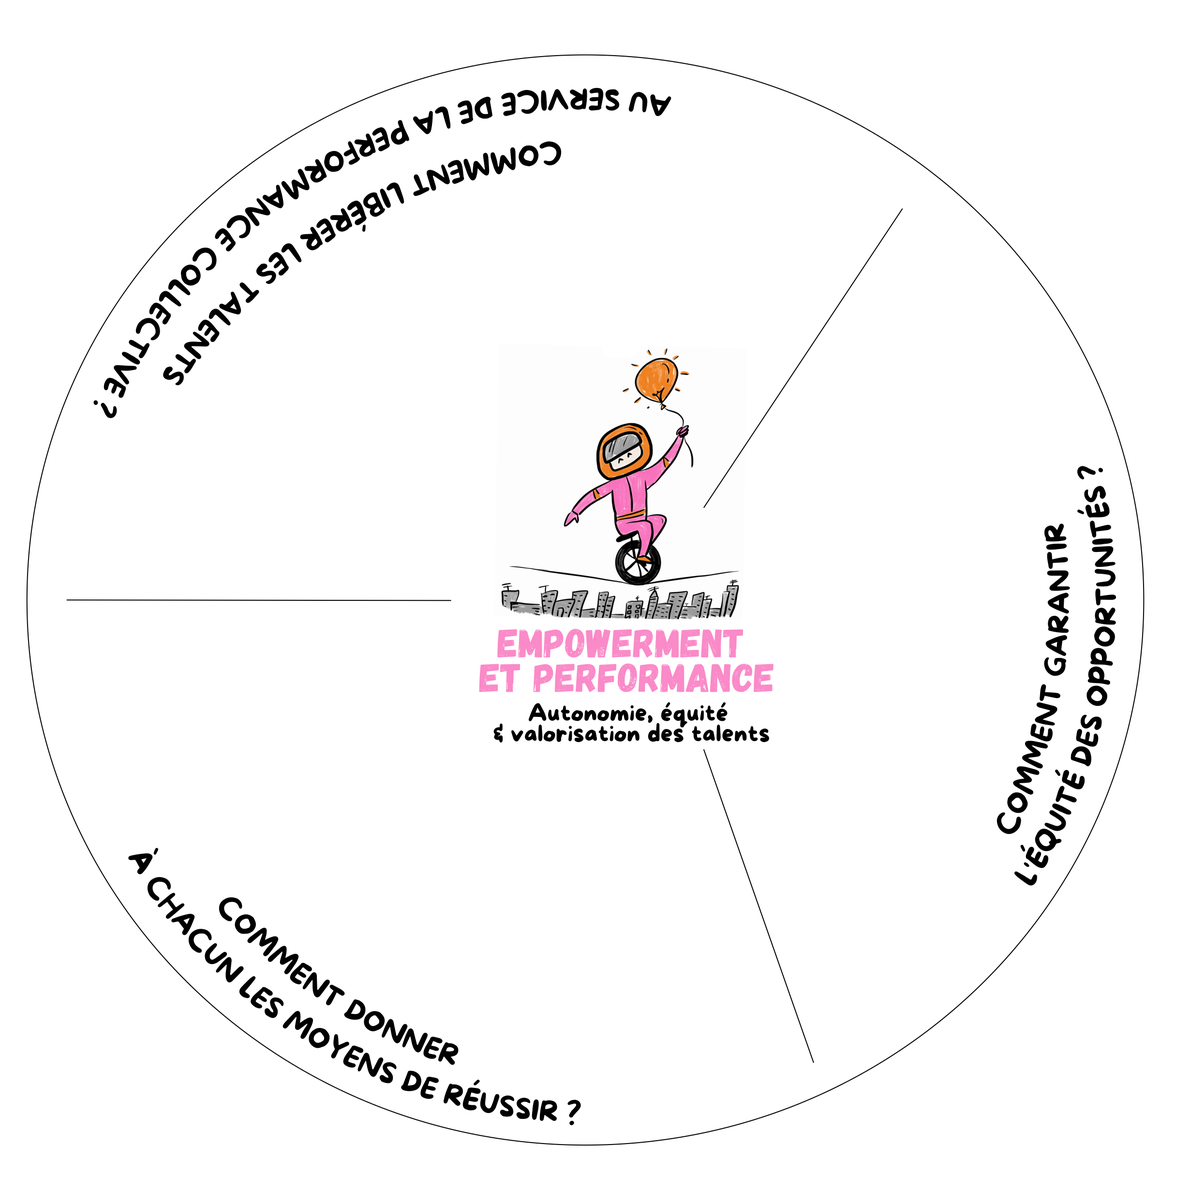 COMMENT LIBÉRER LES TALENTS
AU SERVICE DE LA PERFORMANCE COLLECTIVE ?
COMMENT GARANTIR
L'ÉQUITÉ DES OPPORTUNITÉS ?
EMPOWERMENT
ET PERFORMANCE
Autonomie, équité
& valorisation des talents
COMMENT DONNER
À CHACUN LES MOYENS DE RÉUSSIR ?